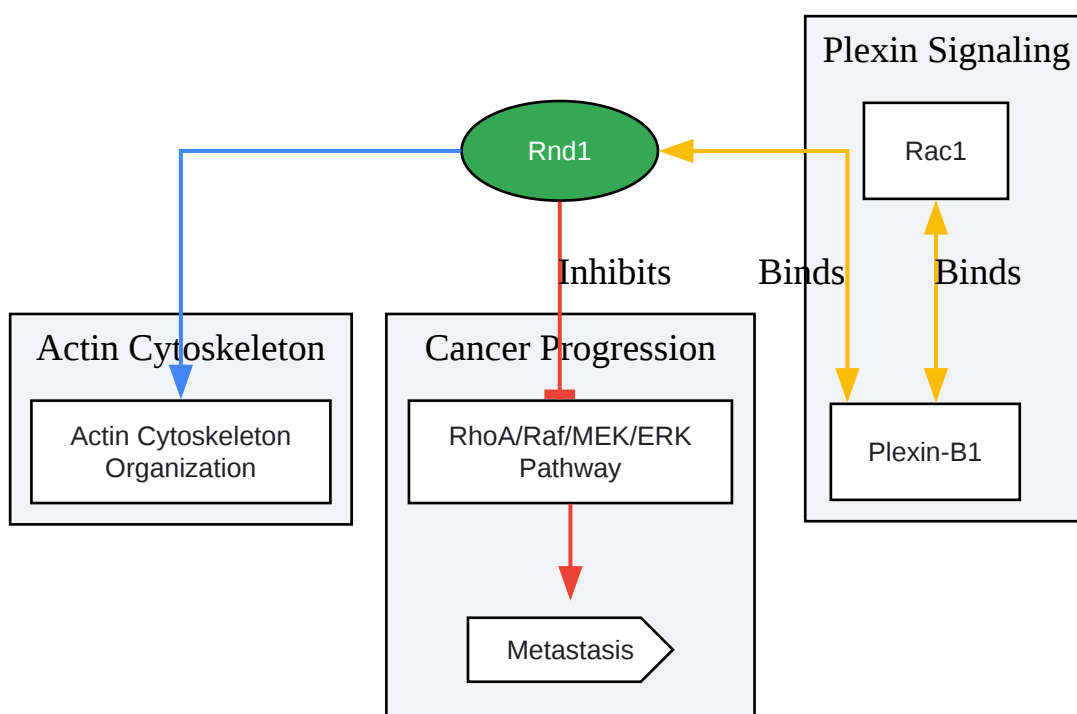 Plexin Signaling
Rnd1
Rac1
Inhibits
Binds
Binds
Actin Cytoskeleton
Cancer Progression
Actin Cytoskeleton
Organization
RhoA/Raf/MEK/ERK
Pathway
Plexin-B1
Metastasis